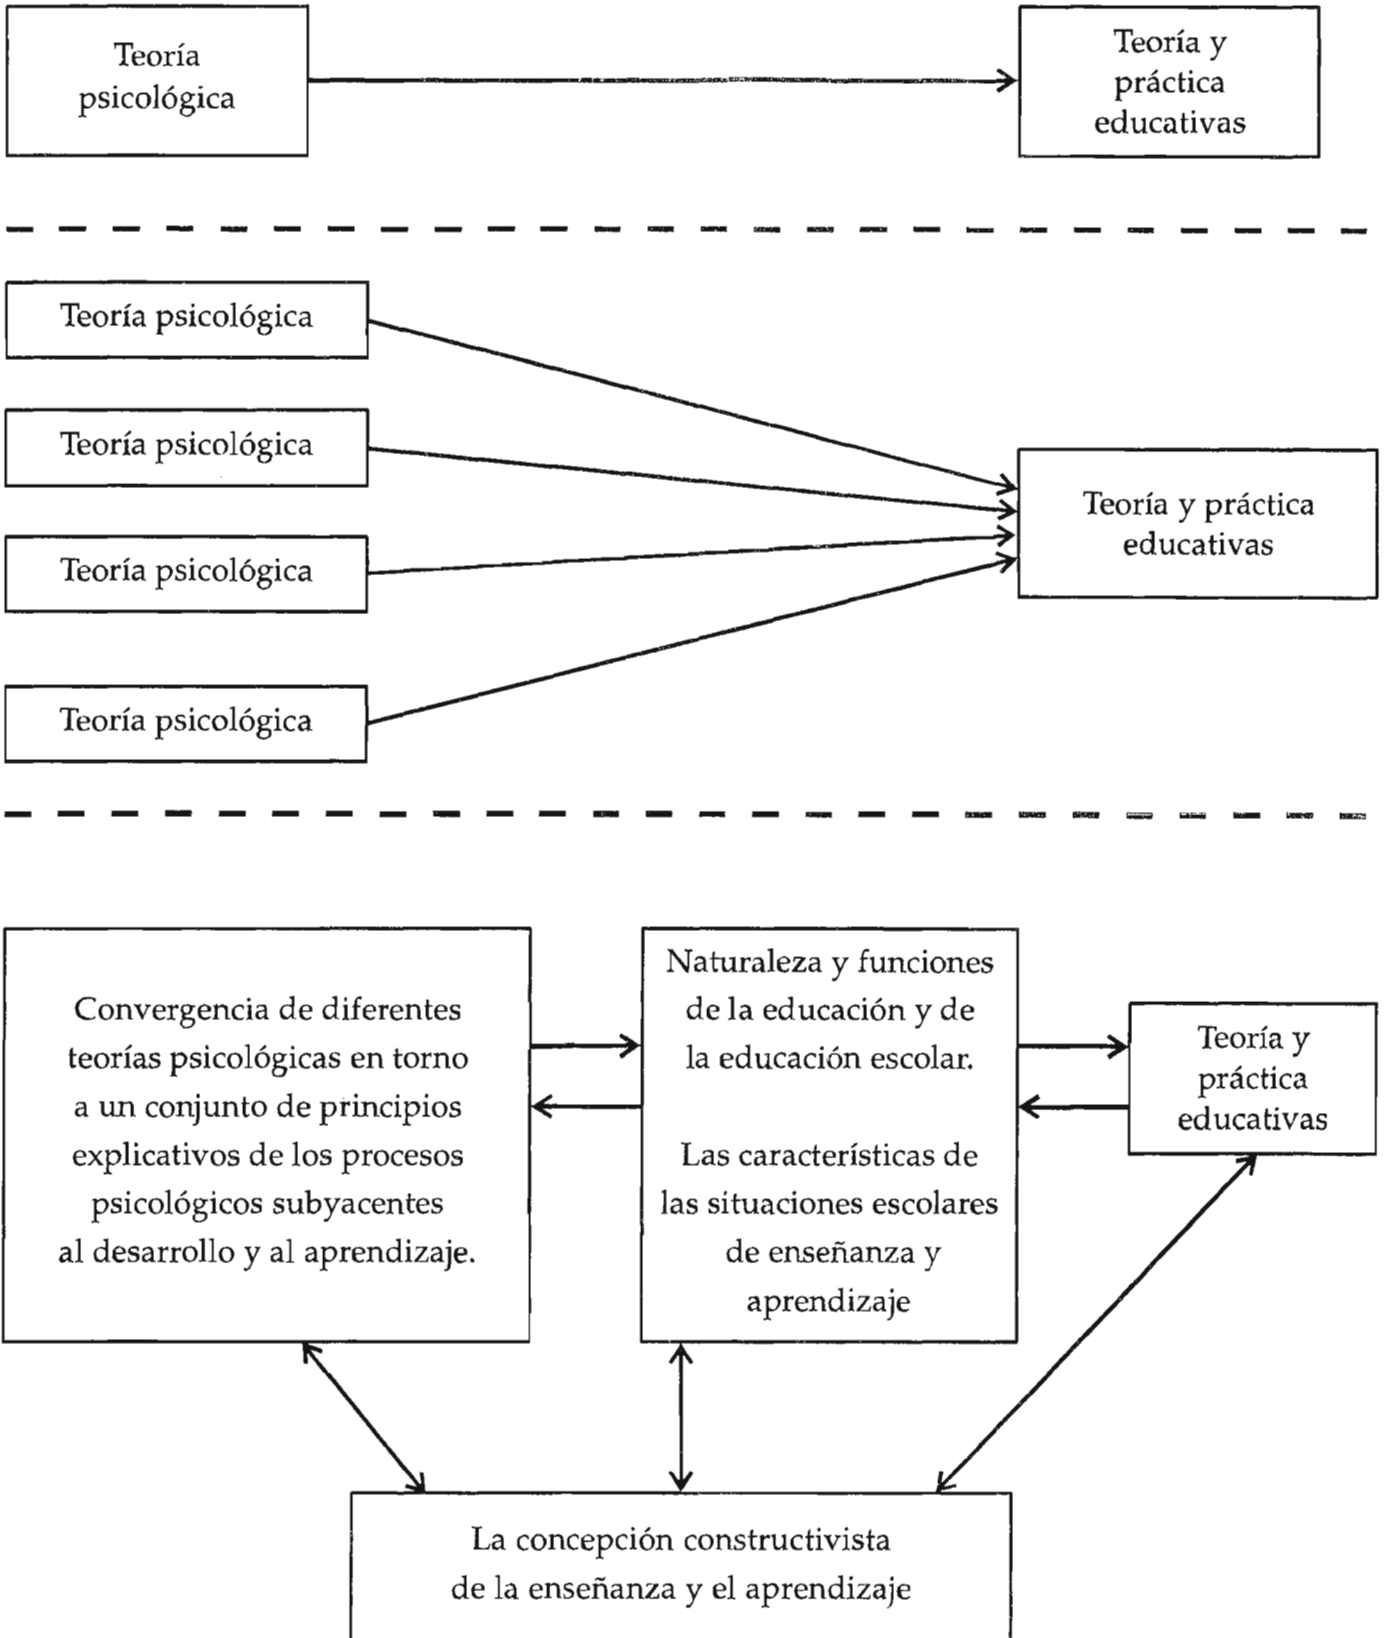 Teoría
psicológica
Teoría y
práctica
educativas
Teoría psicológica
Teoría psicológica
Teoría psicológica
Teoría psicológica
Teoría y práctica
educativas
Convergencia de diferentes
teorías psicológicas en torno
a un conjunto de principios
explicativos de los procesos
psicológicos subyacentes
al desarrollo y al aprendizaje.
Naturaleza y funciones
de la educación y de
la educación escolar.
Las características de
las situaciones escolares
de enseñanza y
aprendizaje
Teoría y
práctica
educativas
La concepción constructivista
de la enseñanza y el aprendizaje